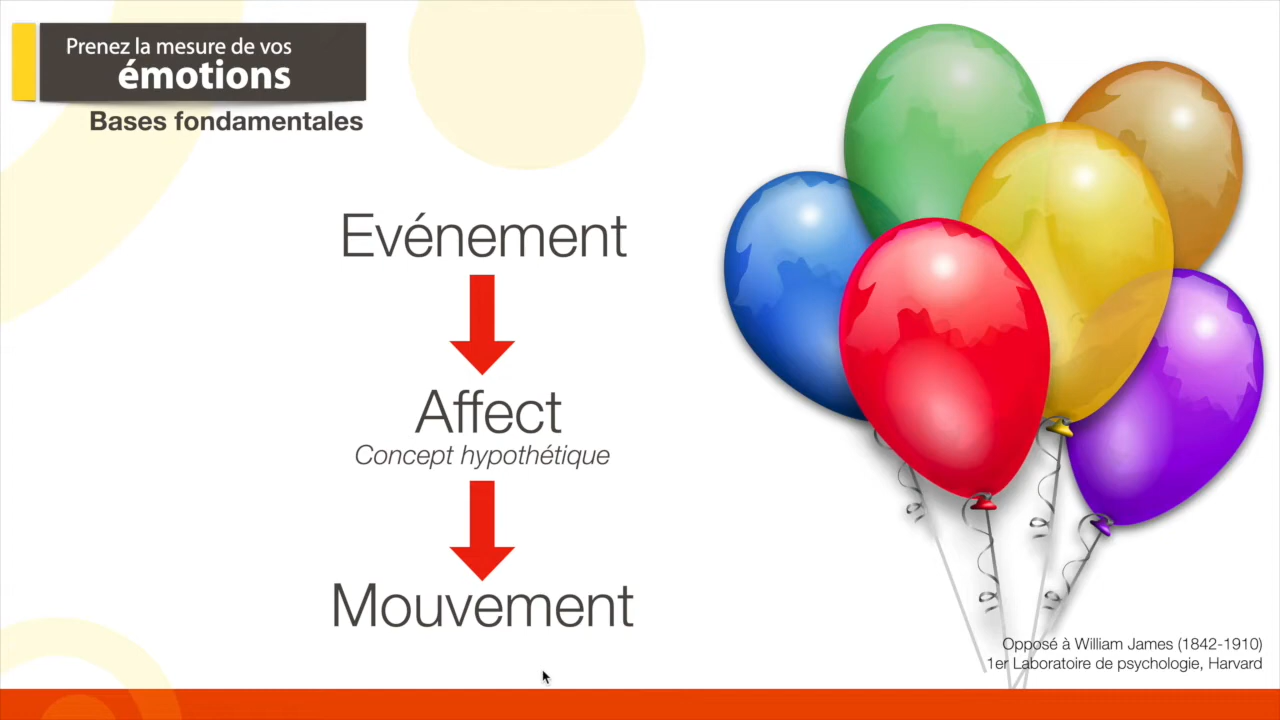 Prenez la mesure de vos
émotions
Bases fondamentales
Evénement
Affect
Concept hypothétique
Mouvement
Opposé à William James (1842-1910)
1er Laboratoire de psychologie, Harvard